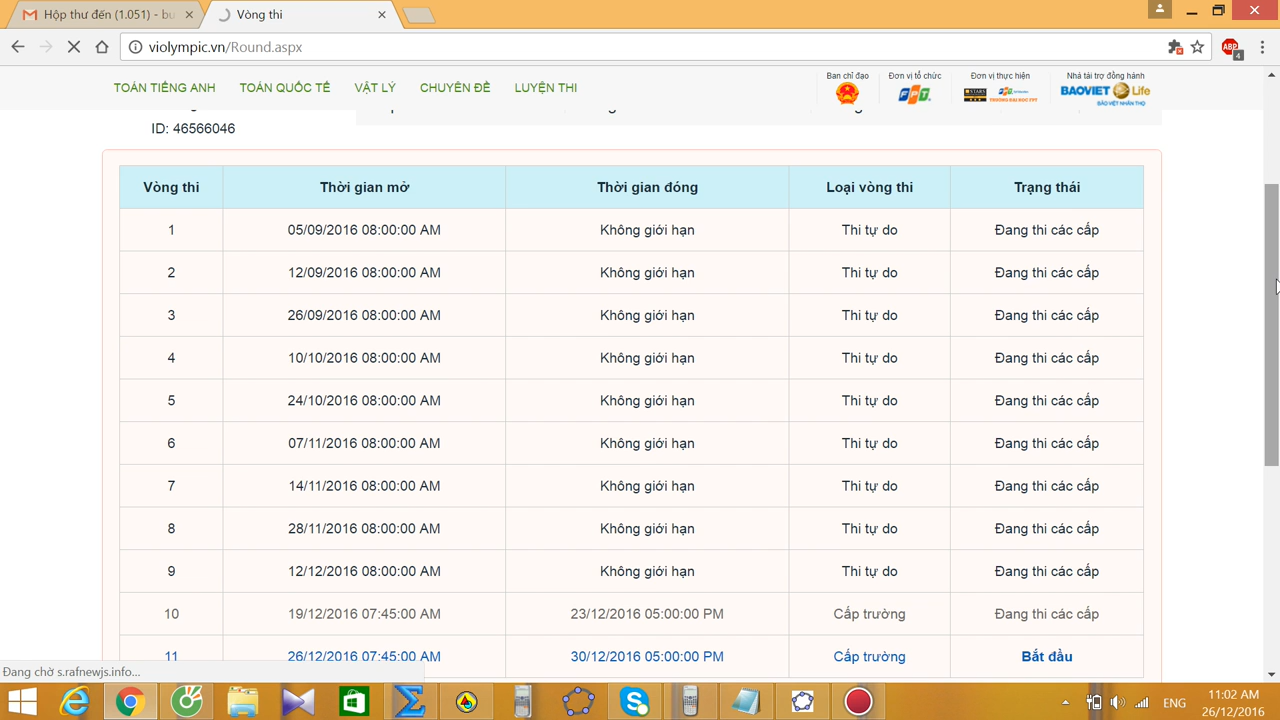 Hộp thư đến (1.051) - bu
Vòng thi
violympic.vn/Round.aspx
ABP
4
TOÁN TIẾNG ANH TOÁN QUỐC TẾ VẬT LÝ CHUYÊN ĐỀ LUYỆN THI
Ban chỉ đạo Đơn vị tổ chức Đơn vị thực hiện Nhà tài trợ đồng hành
FPT BAOVIET Life
BẢO VIỆT NHÂN THỌ
ID: 46566046
Vòng thi Thời gian mở Thời gian đóng Loại vòng thi Trạng thái
1 05/09/2016 08:00:00 AM Không giới hạn Thi tự do Đang thi các cấp
2 12/09/2016 08:00:00 AM Không giới hạn Thi tự do Đang thi các cấp
3 26/09/2016 08:00:00 AM Không giới hạn Thi tự do Đang thi các cấp
4 10/10/2016 08:00:00 AM Không giới hạn Thi tự do Đang thi các cấp
5 24/10/2016 08:00:00 AM Không giới hạn Thi tự do Đang thi các cấp
6 07/11/2016 08:00:00 AM Không giới hạn Thi tự do Đang thi các cấp
7 14/11/2016 08:00:00 AM Không giới hạn Thi tự do Đang thi các cấp
8 28/11/2016 08:00:00 AM Không giới hạn Thi tự do Đang thi các cấp
9 12/12/2016 08:00:00 AM Không giới hạn Thi tự do Đang thi các cấp
10 19/12/2016 07:45:00 AM 23/12/2016 05:00:00 PM Cấp trường Đang thi các cấp
11 26/12/2016 07:45:00 AM 30/12/2016 05:00:00 PM Cấp trường Bắt đầu
Đang chờ s.rafnewjs.info...
ENG
11:02 AM
26/12/2016